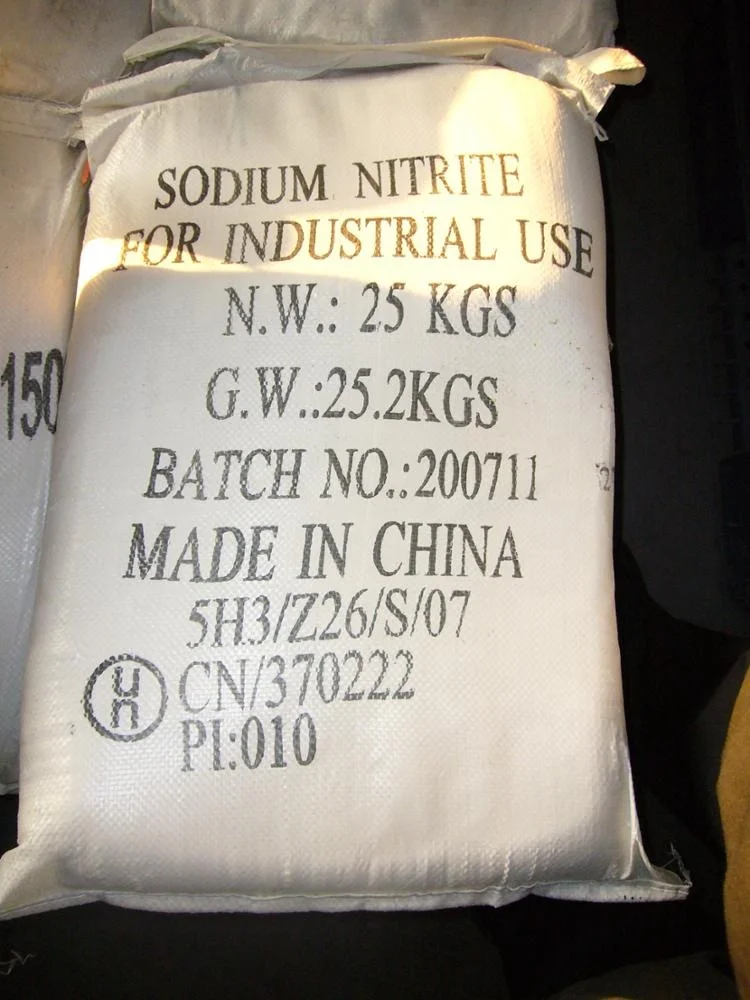 SODIUM NITRITE
FOR INDUSTRIAL USE
N.W.: 25 KGS
G.W.:25.2KGS
BATCH NO.:200711
MADE IN CHINA
5H3/Z26/S/07
un CN/370222
PI:010
150